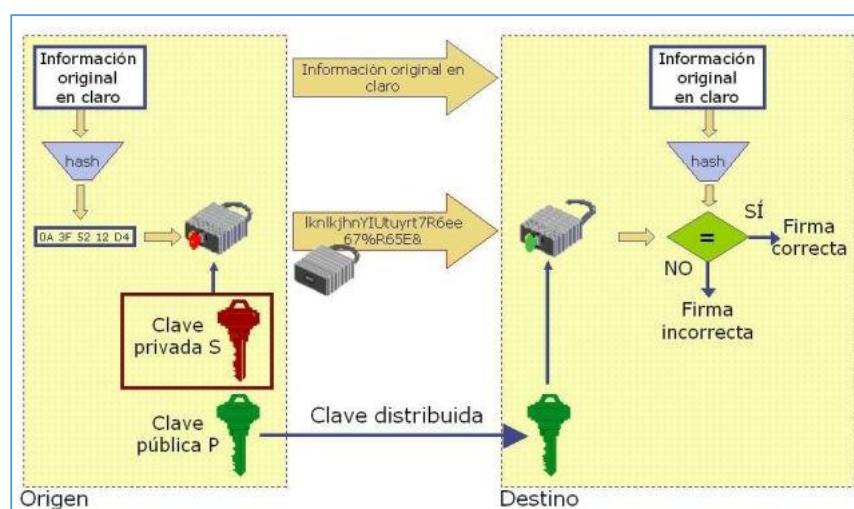 Información
original
en claro
hash
0A 3F 52 12 D4
Clave
privada S
Clave
pública P
Origen
Información original en
claro
lknlkjhnYIUtuyrt7R6ee
67%R65E&
Clave distribuida
Información
original
en claro
hash
=
SÍ
Firma
correcta
NO
Firma
incorrecta
Destino